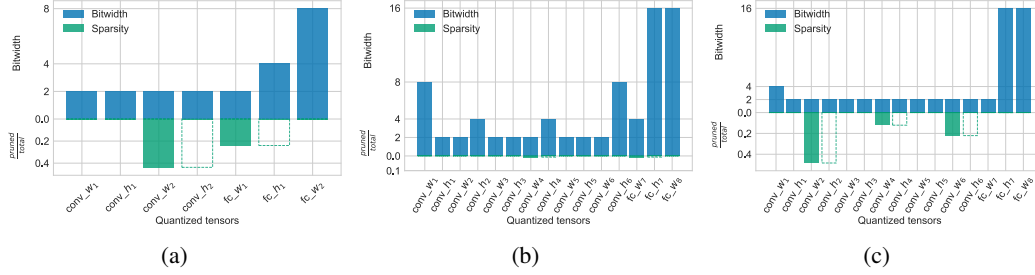 8
4
2
0.0
0.2
0.4
Bitwidth
pruned
total
Bitwidth
Sparsity
conv_w₁
conv_h₁
conv_w₂
conv_h₂
fc_w₁
fc_h₁
fc_w₂
Quantized tensors
(a)
16
8
4
2
0.0
0.1
Bitwidth
pruned
total
Bitwidth
Sparsity
conv_w₁
conv_h₁
conv_w₂
conv_h₂
conv_w₃
conv_h₃
conv_w₄
conv_h₄
conv_w₅
conv_h₅
conv_w₆
conv_h₆
fc_w₇
fc_h₇
fc_w₈
Quantized tensors
(b)
16
4
2
0.0
0.2
0.4
Bitwidth
pruned
total
Bitwidth
Sparsity
conv_w₁
conv_h₁
conv_w₂
conv_h₂
conv_w₃
conv_h₃
conv_w₄
conv_h₄
conv_w₅
conv_h₅
conv_w₆
conv_h₆
fc_w₇
fc_h₇
fc_w₈
Quantized tensors
(c)